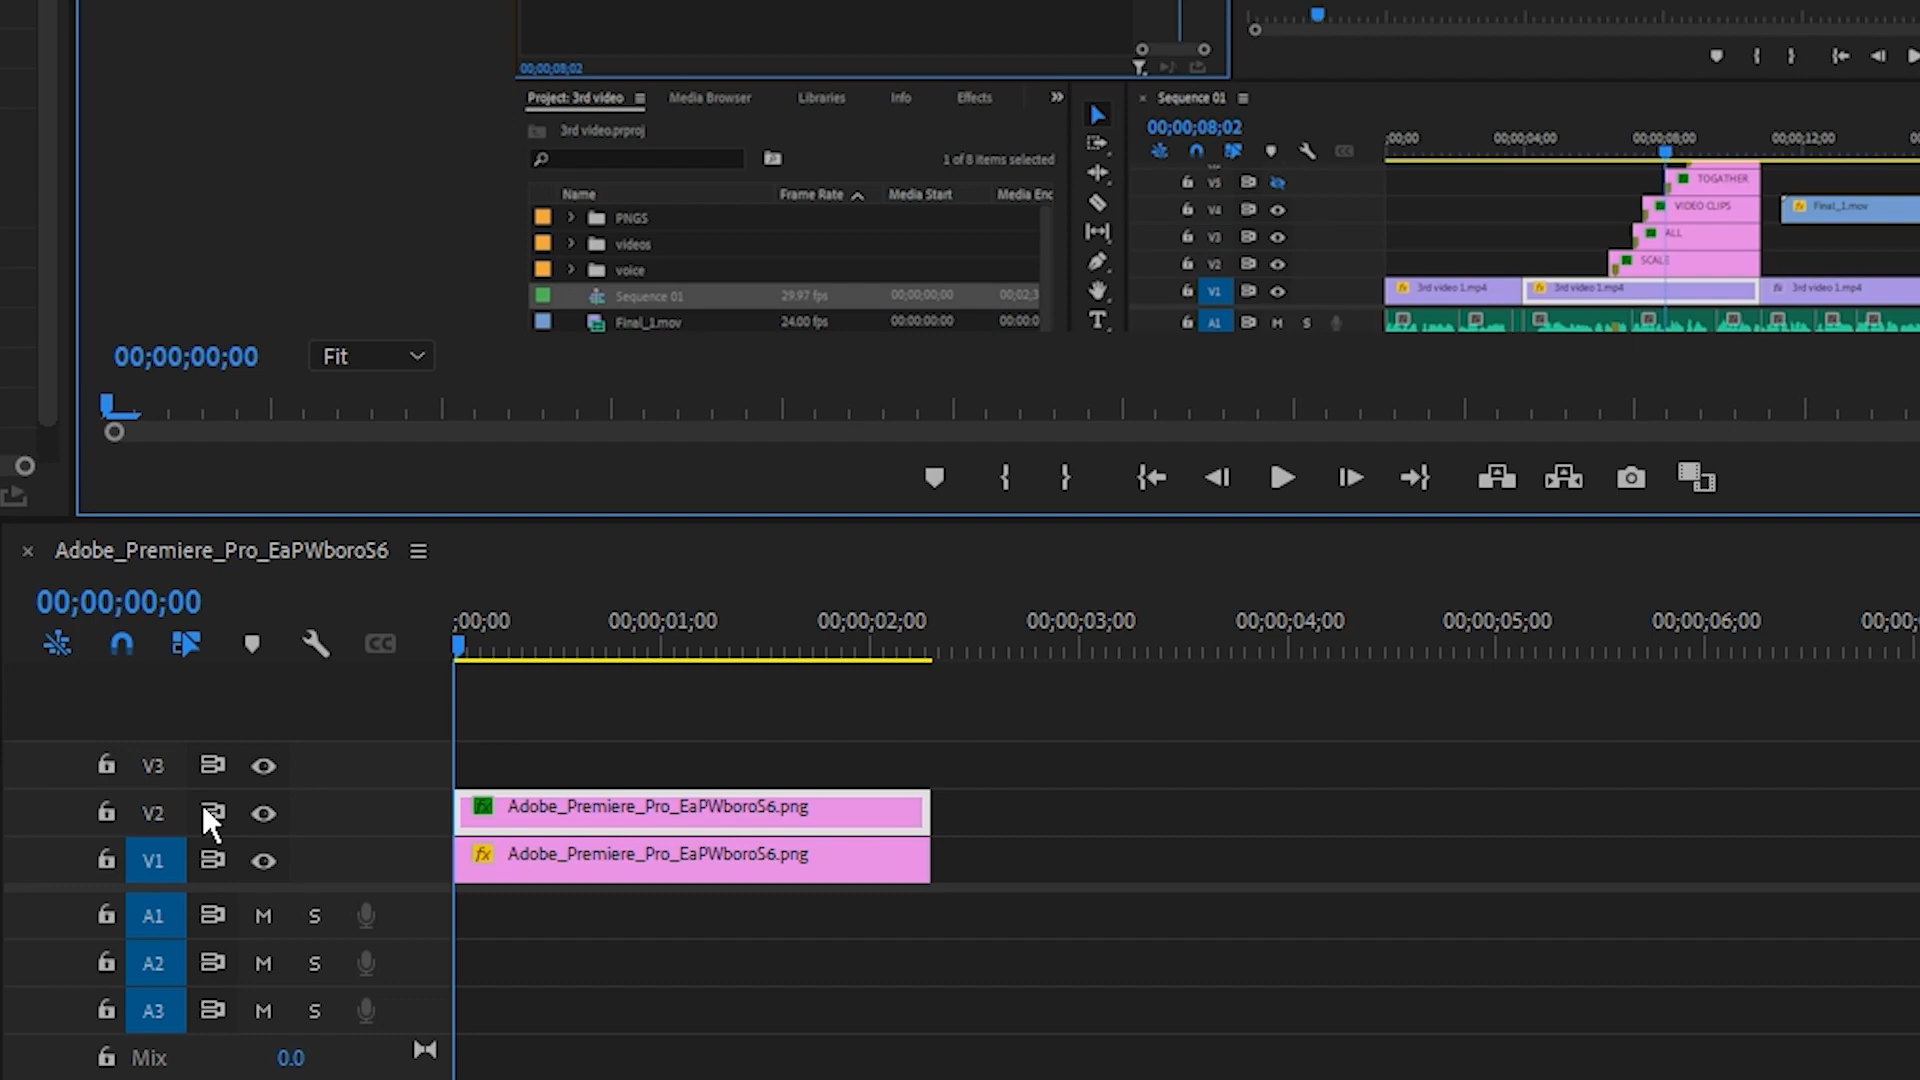 00;00;08;02
Project: 3rd video
Media Browser
Libraries
Info
Effects
3rd video.prproj
1 of 8 items selected
Name
Frame Rate
Media Start
Media Enc
PNGS
videos
voice
Sequence 01
29.97 fps
00;00;00;00
00;02;3
Final_1.mov
24.00 fps
00:00:00:00
00:00:0
T
Sequence 01
00;00;08;02
;00;00
00;00;04;00
00;00;08;00
00;00;12;00
00
CC
V5
TOGATHER
V4
VIDEO CLIPS
Final_1.mov
V3
ALL
V2
SCALE
V1
3rd video 1.mp4
3rd video 1.mp4
3rd video 1.mp4
A1
M
S
00;00;00;00
Fit
Adobe_Premiere_Pro_EaPWboroS6
00;00;00;00
;00;00
00;00;01;00
00;00;02;00
00;00;03;00
00;00;04;00
00;00;05;00
00;00;06;00
00;00;
CC
V3
V2
fx Adobe_Premiere_Pro_EaPWboroS6.png
V1
fx Adobe_Premiere_Pro_EaPWboroS6.png
A1 M S
A2 M S
A3 M S
Mix 0.0